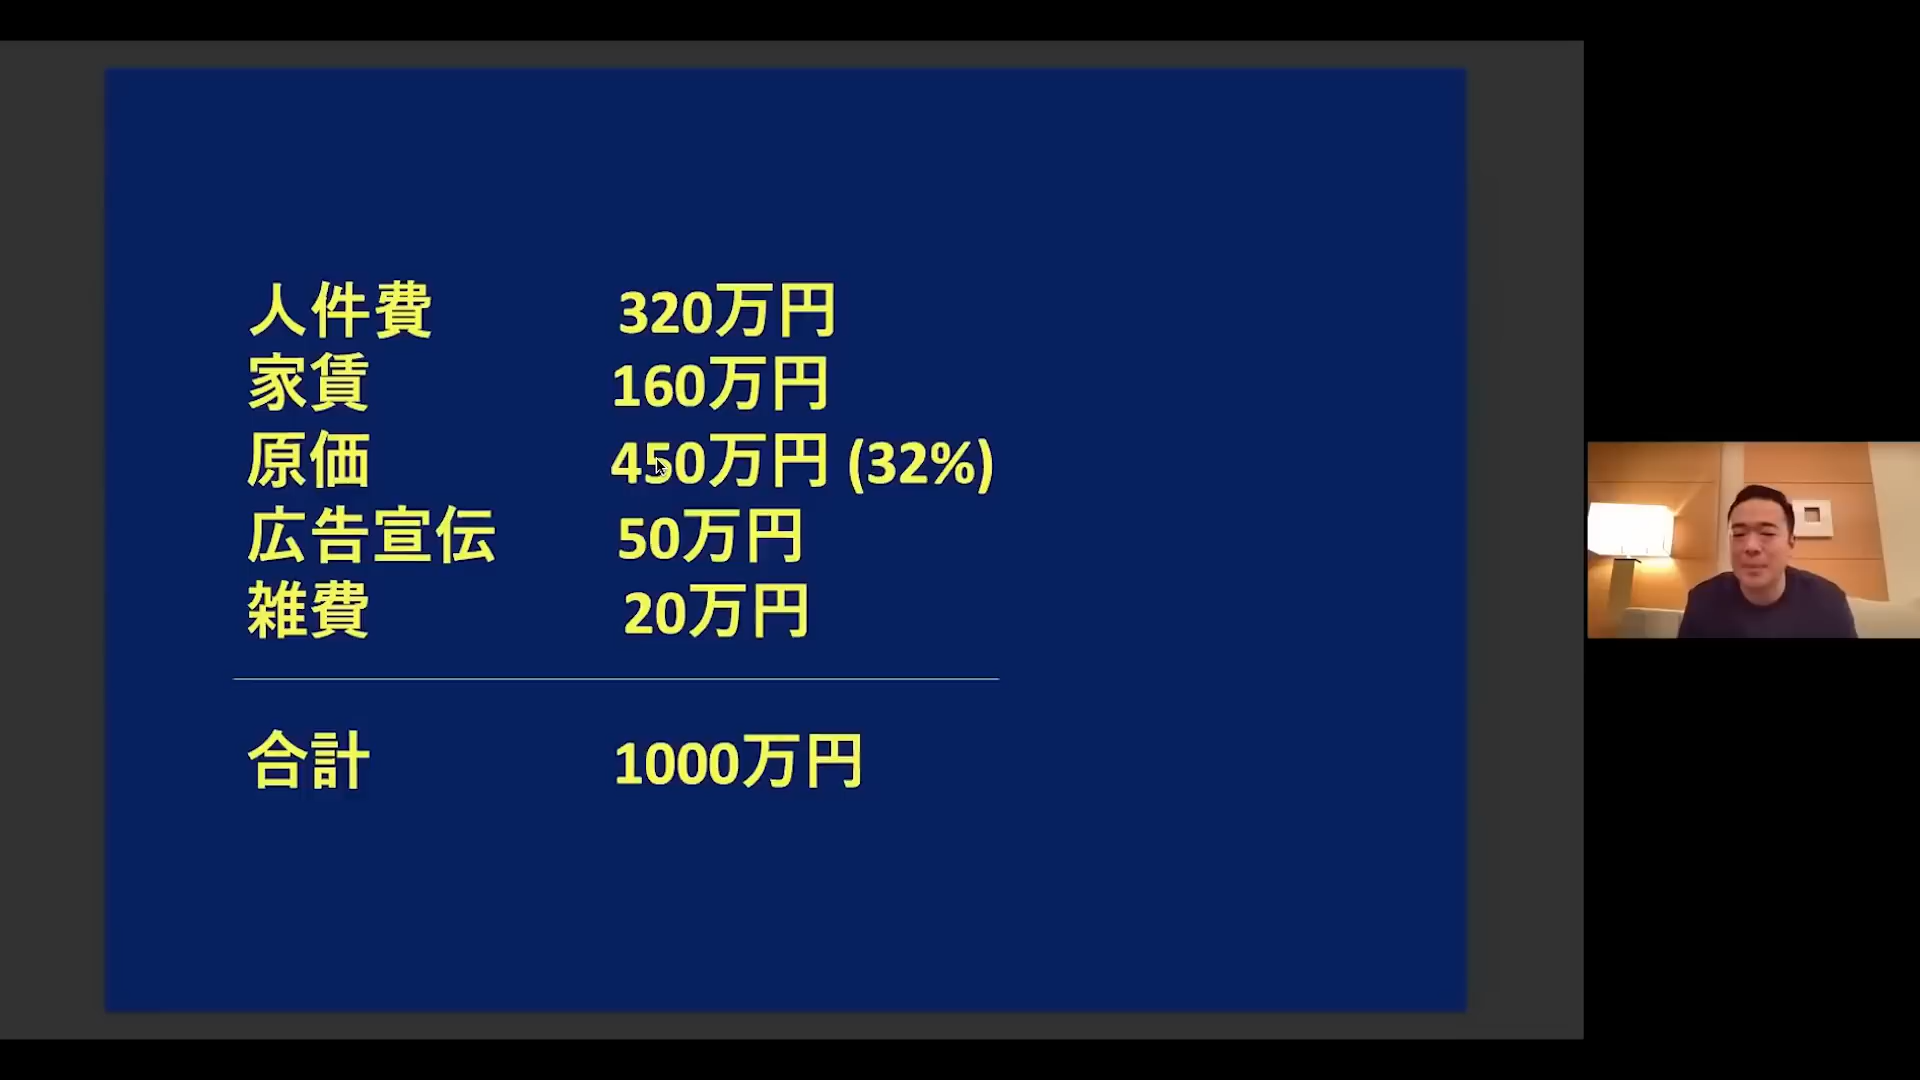 人件費 320万円
家賃 160万円
原価 450万円 (32%)
広告宣伝 50万円
雑費 20万円
合計 1000万円